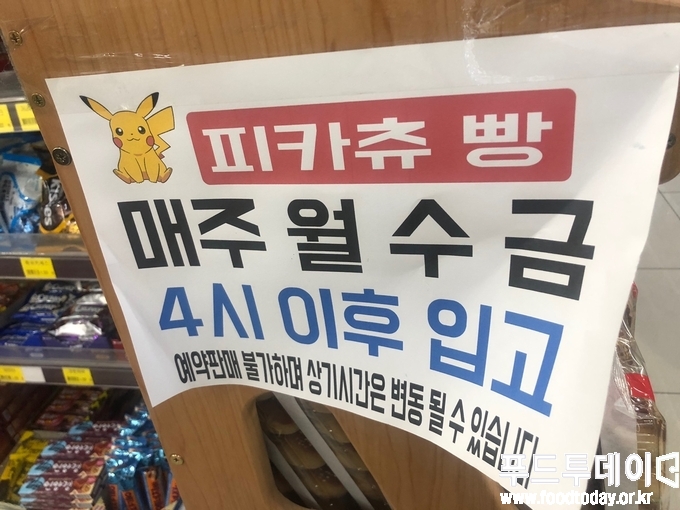 피카츄 빵
매주 월 수 금
4시 이후 입고
예약판매 불가하며 상기시간은 변동 될 수 있습니다
푸드투데이
www.foodtoday.or.kr